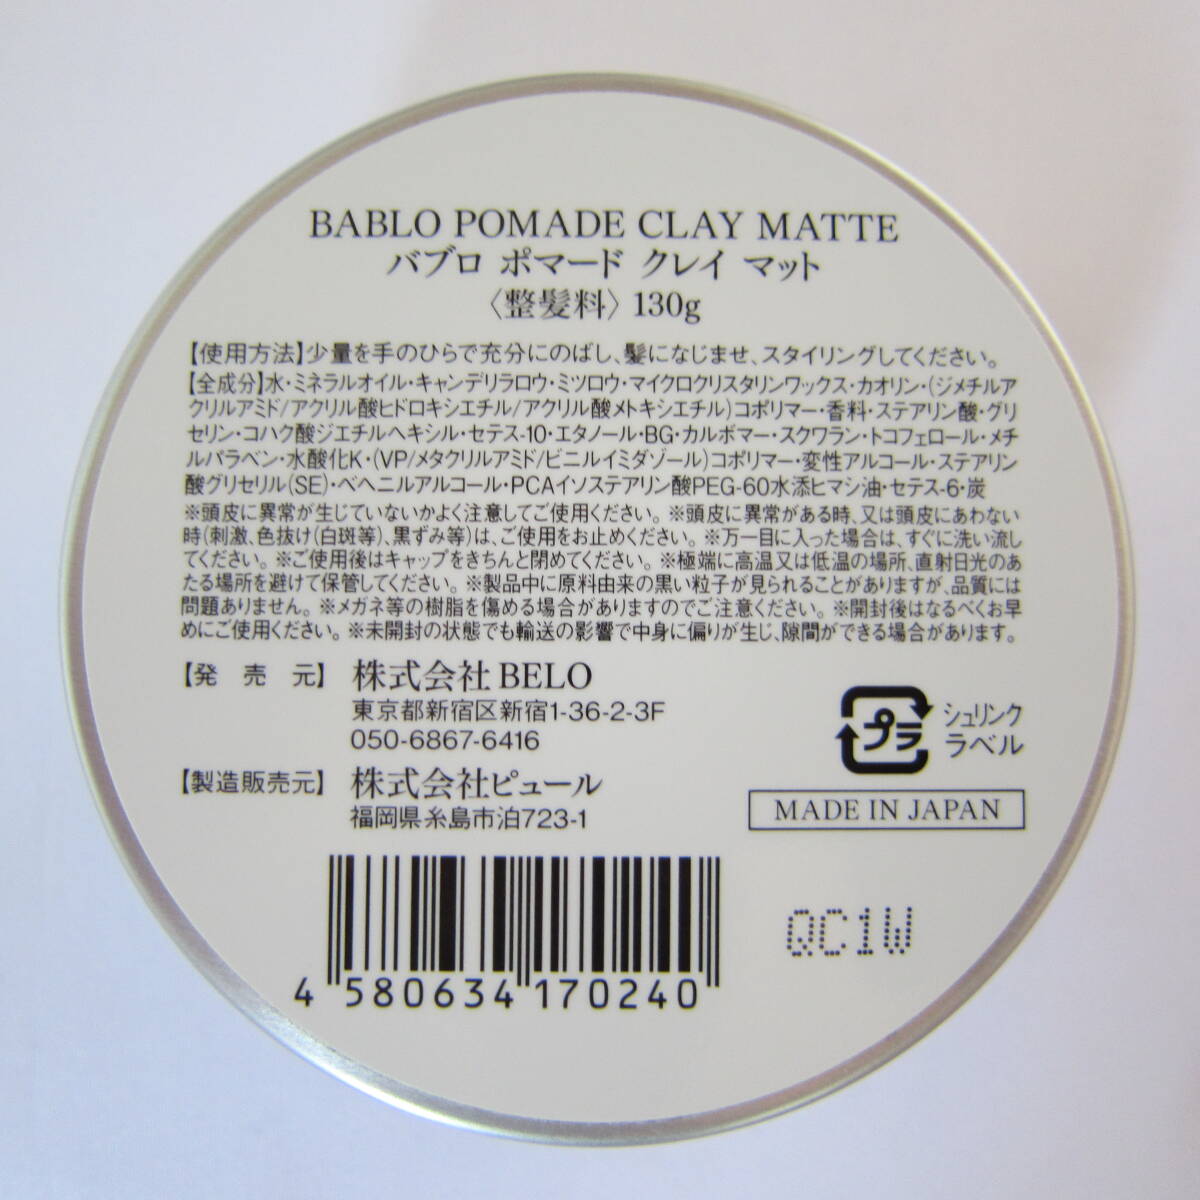 BABLO POMADE CLAY MATTE
バブロ ポマード クレイ マット
〈整髪料〉130g
【使用方法】少量を手のひらで充分にのばし、髪になじませ、スタイリングしてください。
【全成分】水・ミネラルオイル・キャンデリラロウ・ミツロウ・マイクロクリスタリンワックス・カオリン・(ジメチルア
クリルアミド/アクリル酸ヒドロキシエチル/アクリル酸メトキシエチル)コポリマー・香料・ステアリン酸・グリ
セリン・コハク酸ジエチルヘキシル・セテス-10・エタノール・BG・カルボマー・スクワラン・トコフェロール・メチ
ルパラベン・水酸化K・(VP/メタクリルアミド/ビニルイミダゾール)コポリマー・変性アルコール・ステアリン
酸グリセリル(SE)・ベヘニルアルコール・PCAイソステアリン酸PEG-60水添ヒマシ油・セテス-6・炭
※頭皮に異常が生じていないかよく注意してご使用ください。※頭皮に異常がある時、又は頭皮にあわない
時(刺激、色抜け(白斑等)、黒ずみ等)は、ご使用をお止めください。※万一目に入った場合は、すぐに洗い流し
てください。※ご使用後はキャップをきちんと閉めてください。※極端に高温又は低温の場所、直射日光のあ
たる場所を避けて保管してください。※製品中に原料由来の黒い粒子が見られることがありますが、品質には
問題ありません。※メガネ等の樹脂を傷める場合がありますのでご注意ください。※開封後はなるべくお早
めにご使用ください。※未開封の状態でも輸送の影響で中身に偏りが生じ、隙間ができる場合があります。
【発売元】株式会社BELO
東京都新宿区新宿1-36-2-3F
050-6867-6416
プラ
シュリンク
ラベル
【製造販売元】株式会社ピュール
福岡県糸島市泊723-1
MADE IN JAPAN
QC1W
4 580634 170240